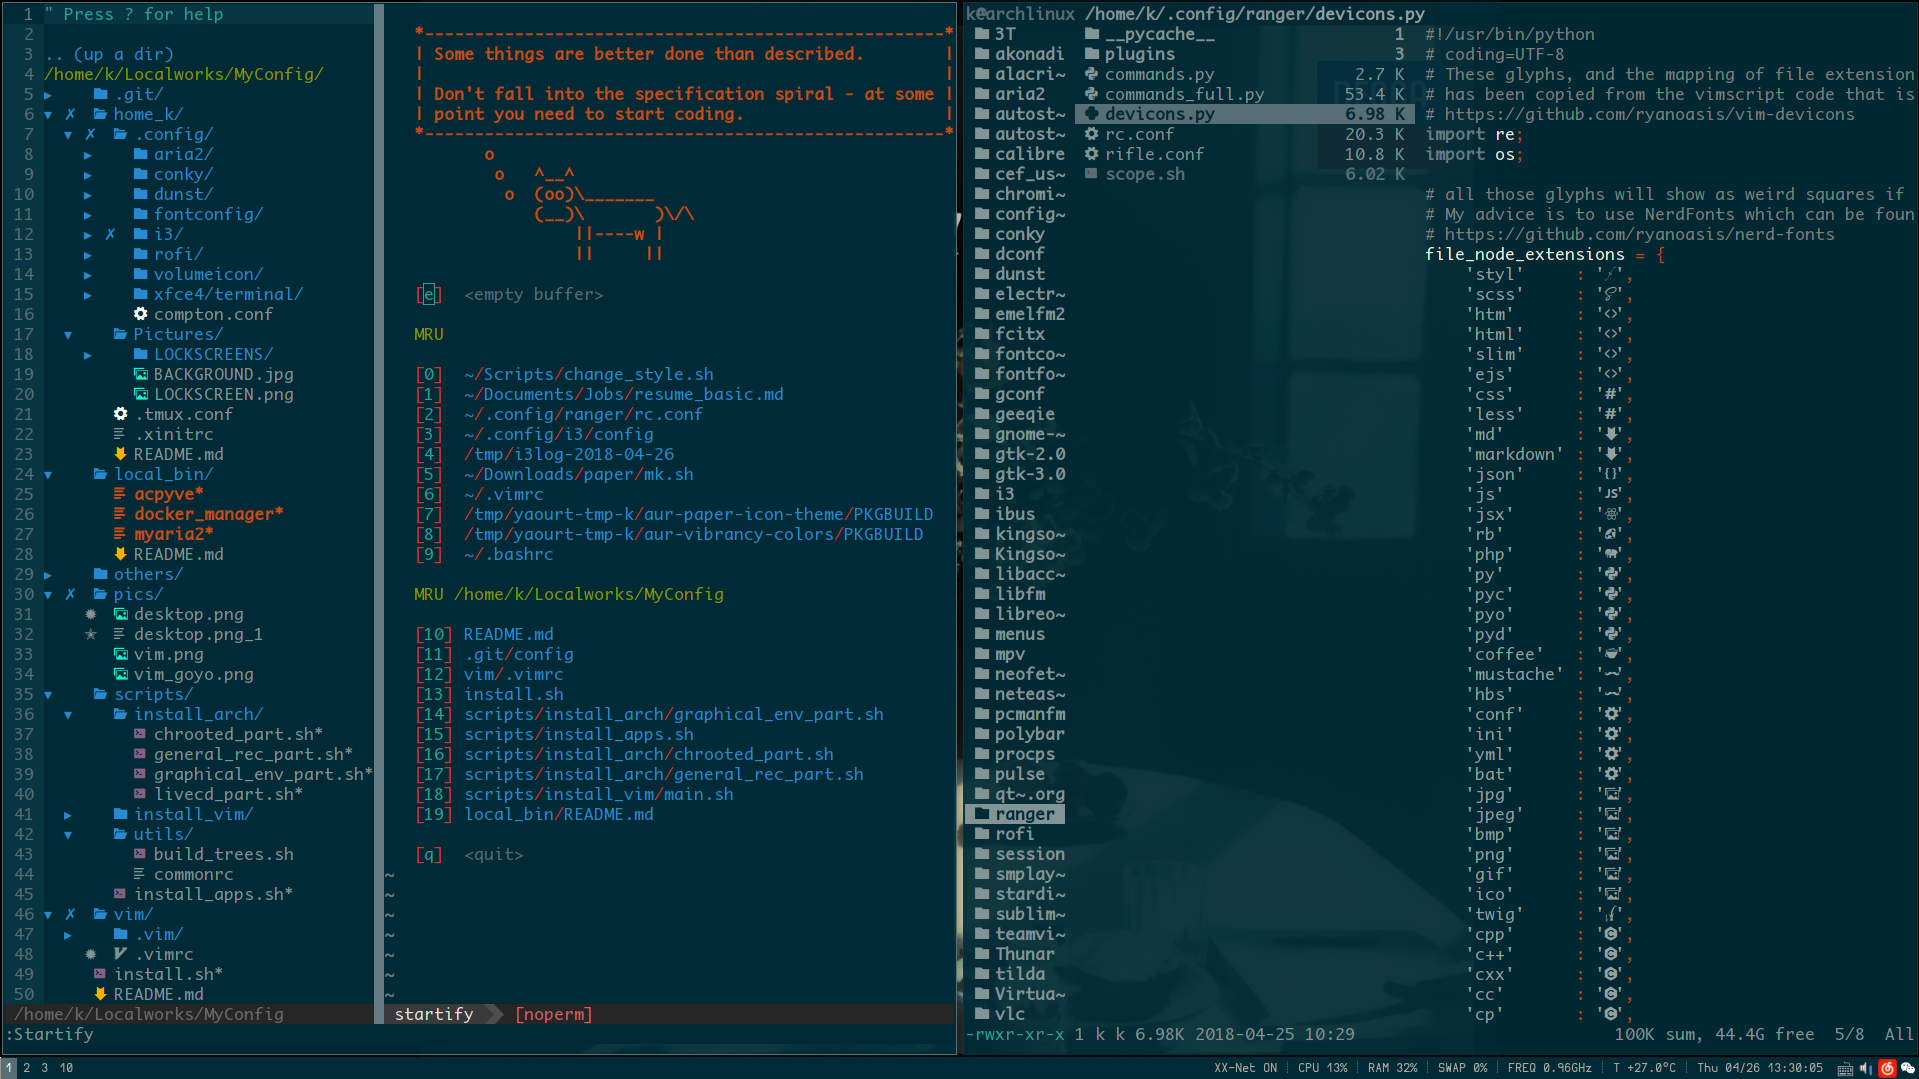 1 " Press ? for help
2
3 .. (up a dir)
4 /home/k/Localworks/MyConfig/
5 ▸ .git/
6 ▾ ✗ home_k/
7 ▾ ✗ .config/
8 ▸ aria2/
9 ▸ conky/
10 ▸ dunst/
11 ▸ fontconfig/
12 ▸ ✗ i3/
13 ▸ rofi/
14 ▸ volumeicon/
15 ▸ xfce4/terminal/
16 compton.conf
17 ▾ Pictures/
18 ▸ LOCKSCREENS/
19 BACKGROUND.jpg
20 LOCKSCREEN.png
21 .tmux.conf
22 .xinitrc
23 README.md
24 ▾ local_bin/
25 acpyve*
26 docker_manager*
27 myaria2*
28 README.md
29 ▸ others/
30 ▾ ✗ pics/
31 ✹ desktop.png
32 ✭ desktop.png_1
33 vim.png
34 vim_goyo.png
35 ▾ scripts/
36 ▾ install_arch/
37 chrooted_part.sh*
38 general_rec_part.sh*
39 graphical_env_part.sh*
40 livecd_part.sh*
41 ▸ install_vim/
42 ▾ utils/
43 build_trees.sh
44 commonrc
45 install_apps.sh*
46 ▾ ✗ vim/
47 ▸ .vim/
48 ✹ .vimrc
49 install.sh*
50 README.md
/home/k/Localworks/MyConfig
:Startify
*----------------------------------------------------*
| Some things are better done than described. |
| |
| Don't fall into the specification spiral - at some |
| point you need to start coding. |
*----------------------------------------------------*
o
o ^__^
o (oo)\_______
(__)\ )\/\
||----w |
|| ||
[e] <empty buffer>
MRU
[0] ~/Scripts/change_style.sh
[1] ~/Documents/Jobs/resume_basic.md
[2] ~/.config/ranger/rc.conf
[3] ~/.config/i3/config
[4] /tmp/i3log-2018-04-26
[5] ~/Downloads/paper/mk.sh
[6] ~/.vimrc
[7] /tmp/yaourt-tmp-k/aur-paper-icon-theme/PKGBUILD
[8] /tmp/yaourt-tmp-k/aur-vibrancy-colors/PKGBUILD
[9] ~/.bashrc
MRU /home/k/Localworks/MyConfig
[10] README.md
[11] .git/config
[12] vim/.vimrc
[13] install.sh
[14] scripts/install_arch/graphical_env_part.sh
[15] scripts/install_apps.sh
[16] scripts/install_arch/chrooted_part.sh
[17] scripts/install_arch/general_rec_part.sh
[18] scripts/install_vim/main.sh
[19] local_bin/README.md
[q] <quit>
~
~
~
~
~
~
~
startify [noperm]
k@archlinux /home/k/.config/ranger/devicons.py
3T
akonadi
alacri~
aria2
autost~
autost~
calibre
cef_us~
chromi~
config~
conky
dconf
dunst
electr~
emelfm2
fcitx
fontco~
fontfo~
gconf
geeqie
gnome-~
gtk-2.0
gtk-3.0
i3
ibus
kingso~
Kingso~
libacc~
libfm
libreo~
menus
mpv
neofet~
neteas~
pcmanfm
polybar
procps
pulse
qt~.org
ranger
rofi
session
smplay~
stardi~
sublim~
teamvi~
Thunar
tilda
Virtua~
vlc
__pycache__ 1
plugins 3
commands.py 2.7 K
commands_full.py 53.4 K
devicons.py 6.98 K
rc.conf 20.3 K
rifle.conf 10.8 K
scope.sh 6.02 K
#!/usr/bin/python
# coding=UTF-8
# These glyphs, and the mapping of file extension
# has been copied from the vimscript code that is
# https://github.com/ryanoasis/vim-devicons
import re;
import os;
# all those glyphs will show as weird squares if
# My advice is to use NerdFonts which can be foun
# https://github.com/ryanoasis/nerd-fonts
file_node_extensions = {
'styl' : '',
'scss' : '',
'htm' : '<>',
'html' : '<>',
'slim' : '<>',
'ejs' : '<>',
'css' : '#',
'less' : '#',
'md' : '',
'markdown' : '',
'json' : '{}',
'js' : 'JS',
'jsx' : '',
'rb' : '',
'php' : '',
'py' : '',
'pyc' : '',
'pyo' : '',
'pyd' : '',
'coffee' : '',
'mustache' : '',
'hbs' : '',
'conf' : '',
'ini' : '',
'yml' : '',
'bat' : '',
'jpg' : '',
'jpeg' : '',
'bmp' : '',
'png' : '',
'gif' : '',
'ico' : '',
'twig' : '',
'cpp' : '',
'c++' : '',
'cxx' : '',
'cc' : '',
'cp' : '',
-rwxr-xr-x 1 k k 6.98K 2018-04-25 10:29 100K sum, 44.4G free 5/8 All
1 2 3 10
XX-Net ON CPU 13% RAM 32% SWAP 0% FREQ 0.96GHz T +27.0°C Thu 04/26 13:30:05